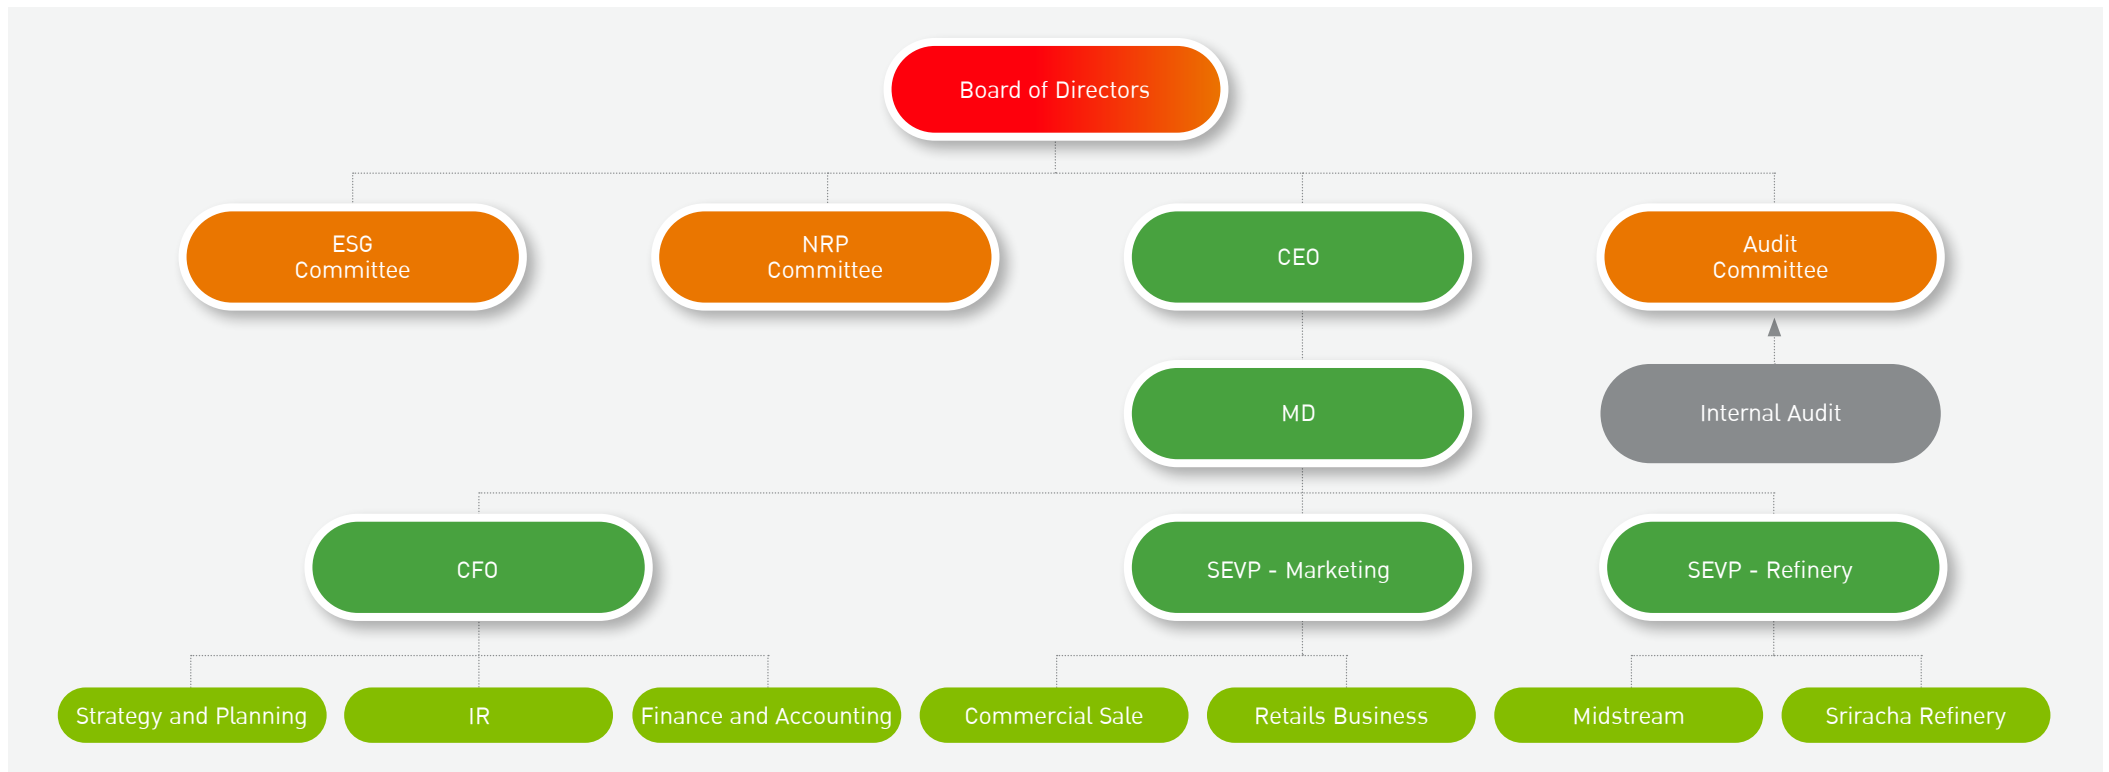 Board of Directors
ESG
Committee
NRP
Committee
CEO
Audit
Committee
MD
Internal Audit
CFO
SEVP - Marketing
SEVP - Refinery
Strategy and Planning
IR
Finance and Accounting
Commercial Sale
Retails Business
Midstream
Sriracha Refinery